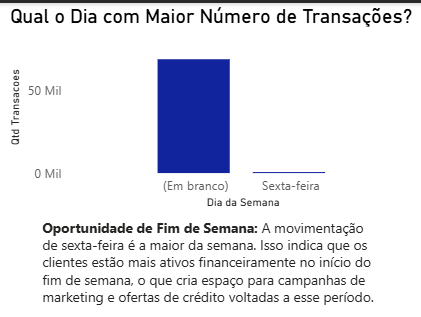 Qual o Dia com Maior Número de Transações?
Qtd Transacoes
50 Mil
0 Mil
(Em branco) Sexta-feira
Dia da Semana
Oportunidade de Fim de Semana: A movimentação
de sexta-feira é a maior da semana. Isso indica que os
clientes estão mais ativos financeiramente no início do
fim de semana, o que cria espaço para campanhas de
marketing e ofertas de crédito voltadas a esse período.